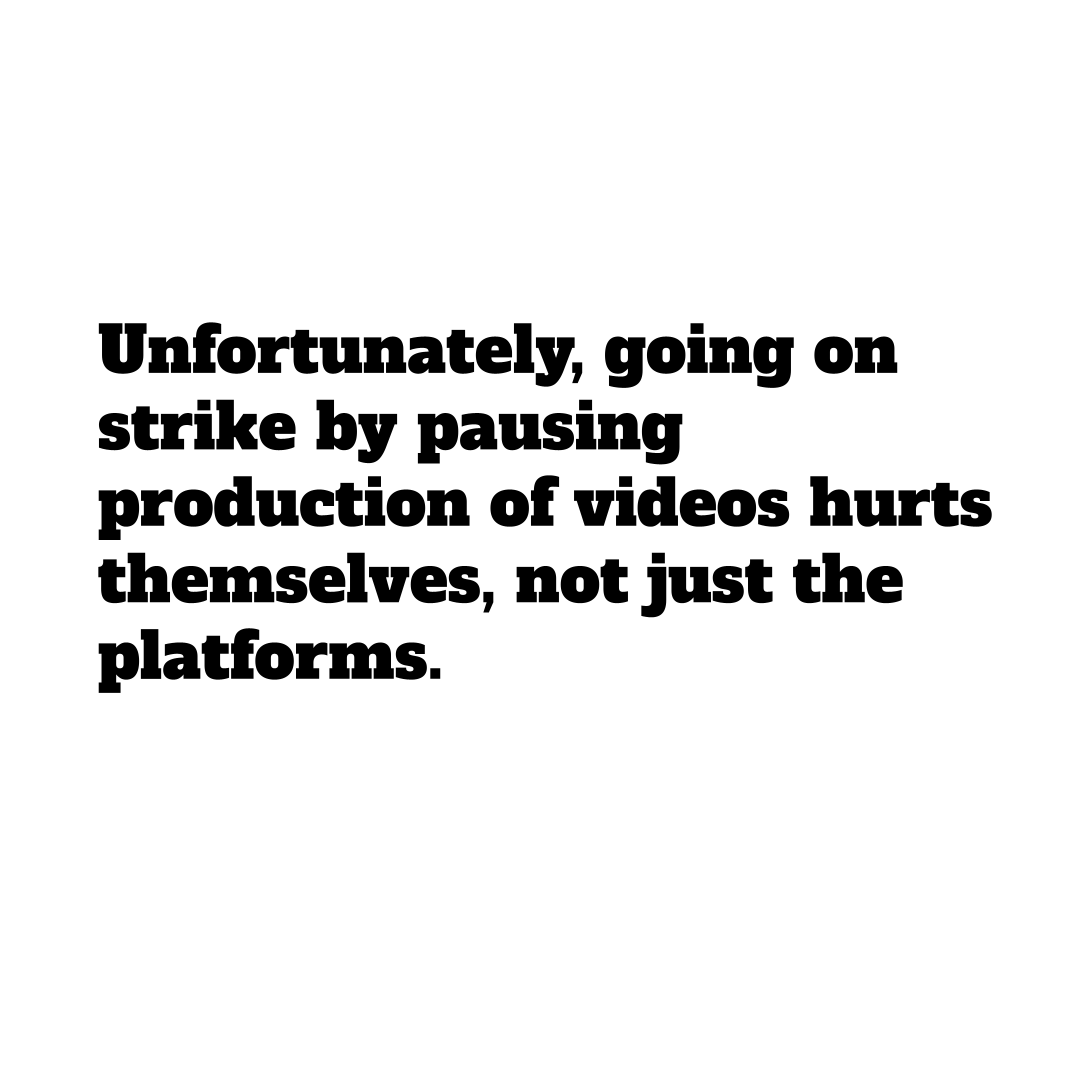 Unfortunately, going on
strike by pausing
production of videos hurts
themselves, not just the
platforms.